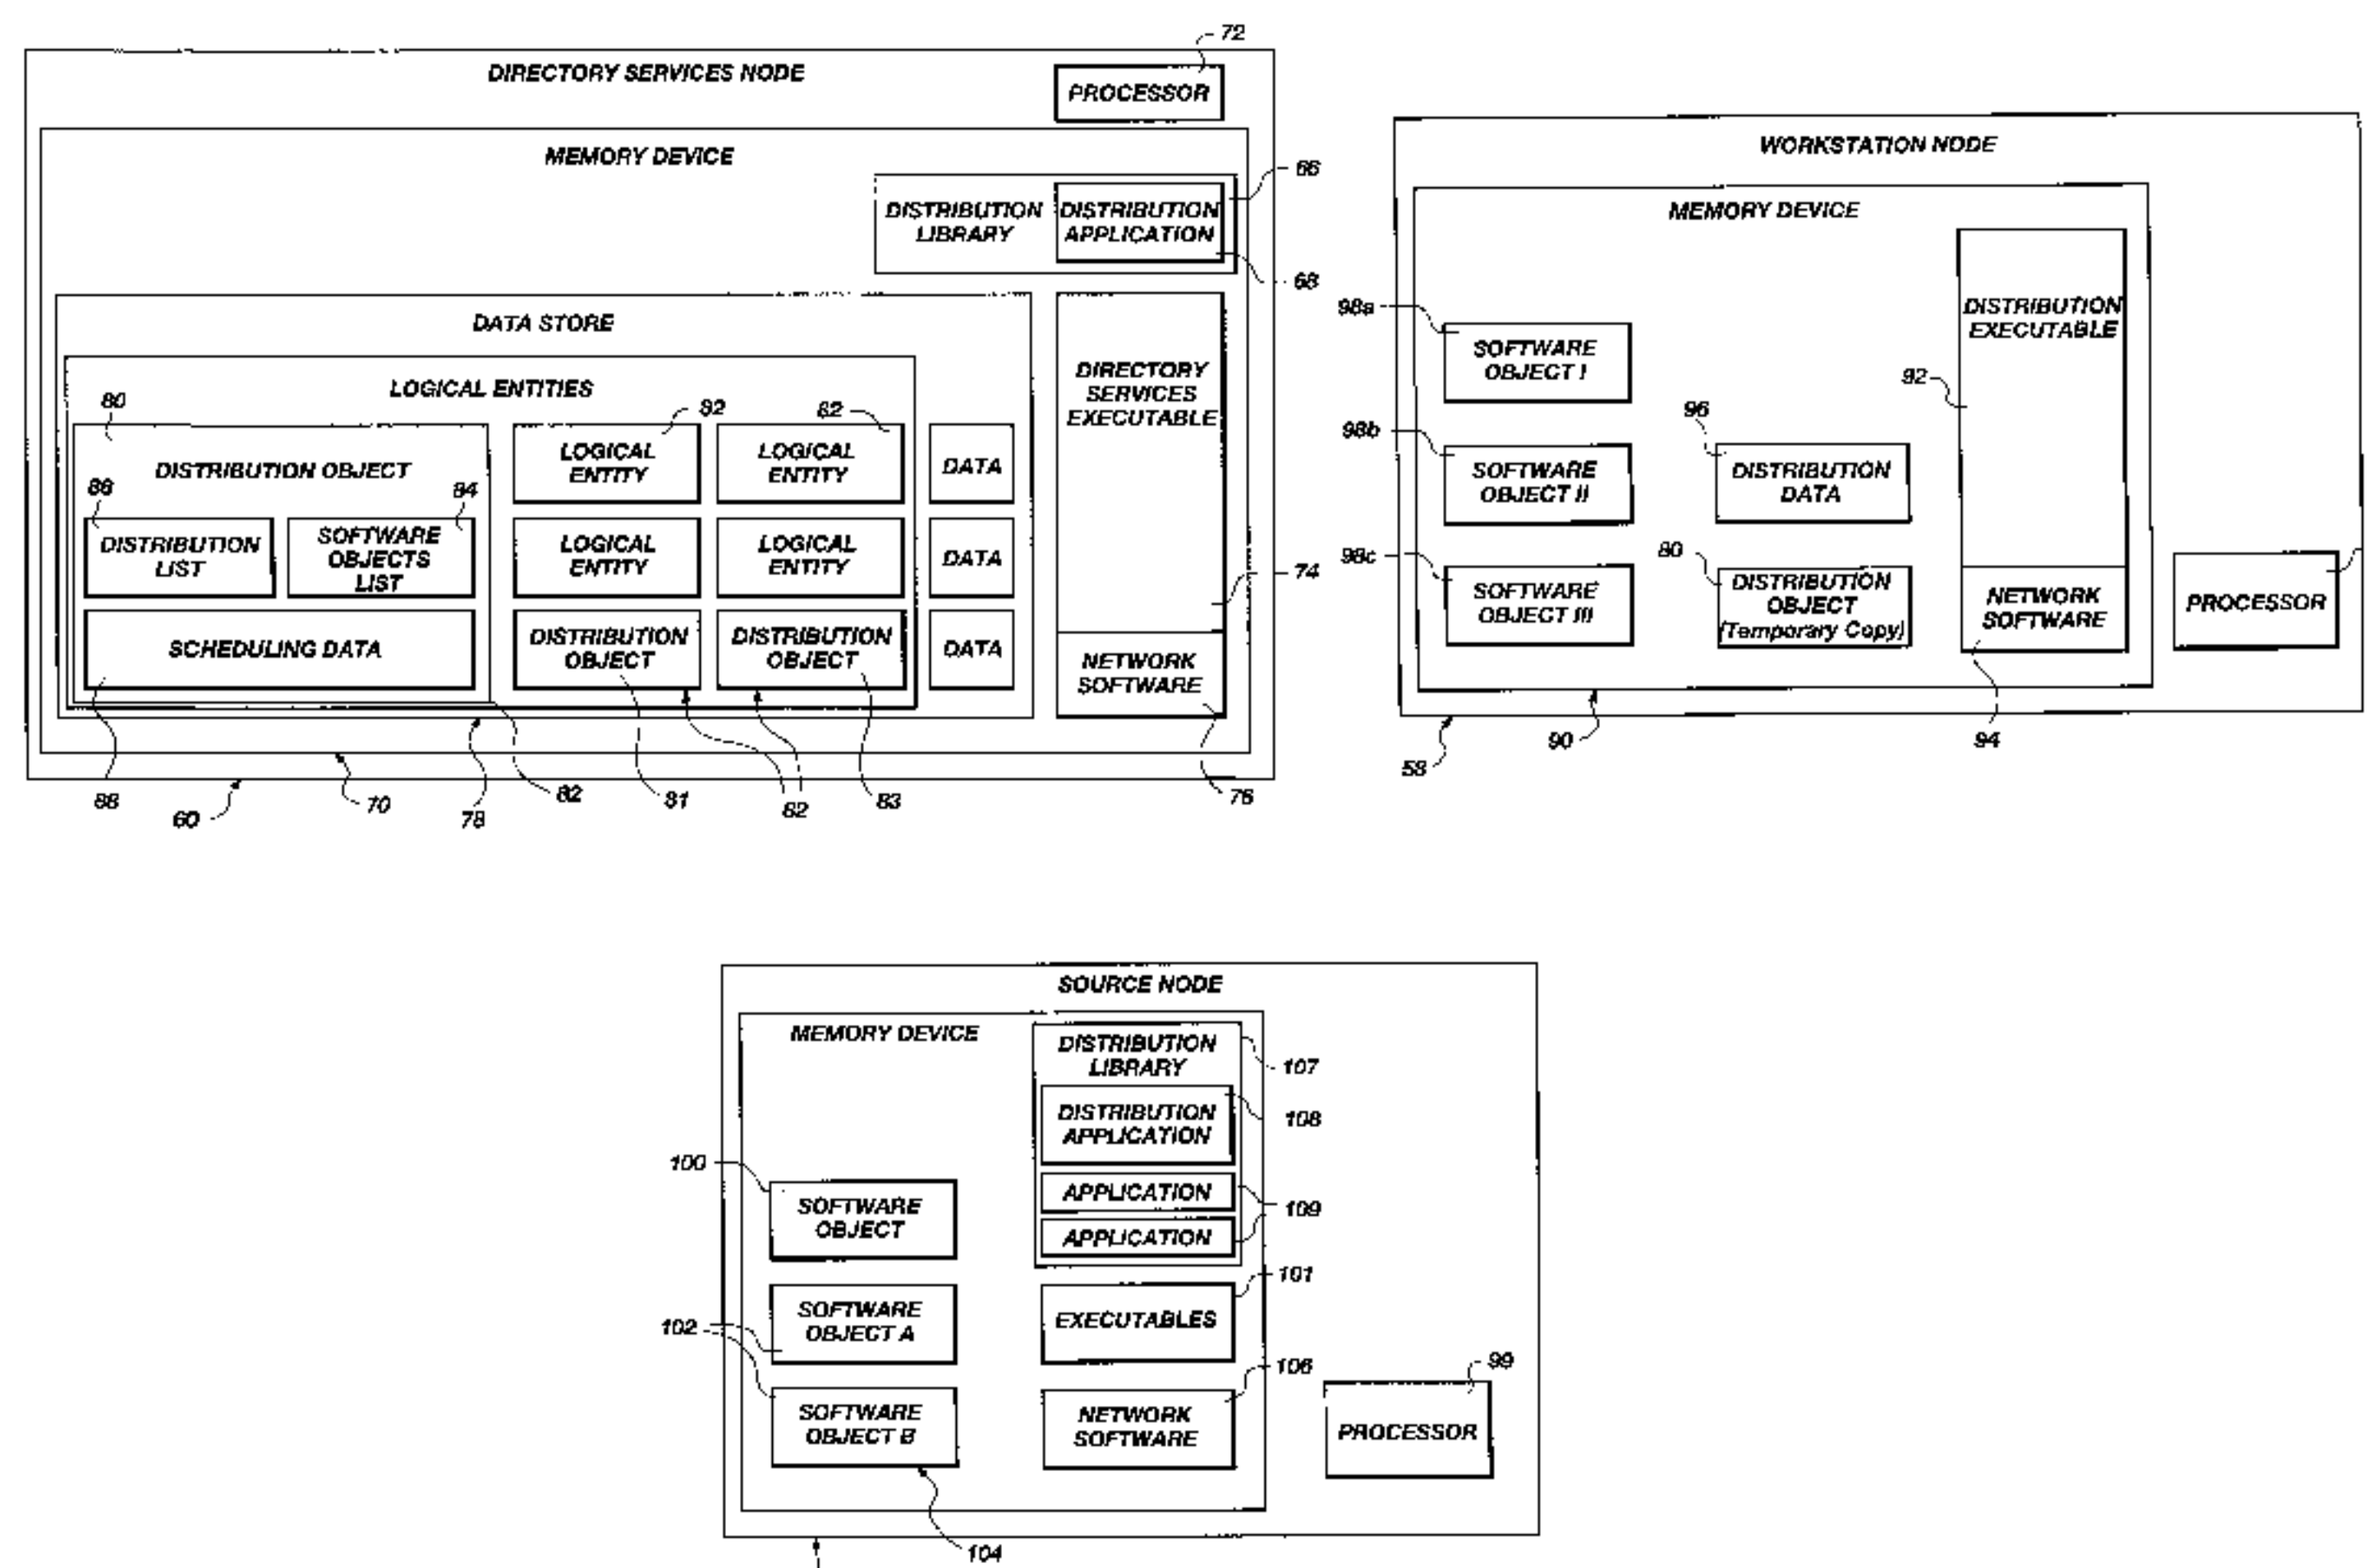 72
DIRECTORY SERVICES NODE
PROCESSOR
MEMORY DEVICE
66
DISTRIBUTION
LIBRARY
DISTRIBUTION
APPLICATION
68
DATA STORE
LOGICAL ENTITIES
80
82
82
DISTRIBUTION OBJECT
86
84
DISTRIBUTION
LIST
SOFTWARE
OBJECTS
LIST
SCHEDULING DATA
LOGICAL
ENTITY
LOGICAL
ENTITY
DATA
LOGICAL
ENTITY
LOGICAL
ENTITY
DATA
DISTRIBUTION
OBJECT
DISTRIBUTION
OBJECT
DATA
DIRECTORY
SERVICES
EXECUTABLE
74
NETWORK
SOFTWARE
88
60
70
78
82
81
82
83
76
WORKSTATION NODE
MEMORY DEVICE
98a
SOFTWARE
OBJECT I
98b
SOFTWARE
OBJECT II
98c
SOFTWARE
OBJECT III
96
DISTRIBUTION
DATA
80
DISTRIBUTION
OBJECT
(Temporary Copy)
92
DISTRIBUTION
EXECUTABLE
NETWORK
SOFTWARE
PROCESSOR
58
90
94
SOURCE NODE
MEMORY DEVICE
DISTRIBUTION
LIBRARY
107
DISTRIBUTION
APPLICATION
108
APPLICATION
APPLICATION
109
100
SOFTWARE
OBJECT
102
SOFTWARE
OBJECT A
SOFTWARE
OBJECT B
101
EXECUTABLES
106
NETWORK
SOFTWARE
99
PROCESSOR
104